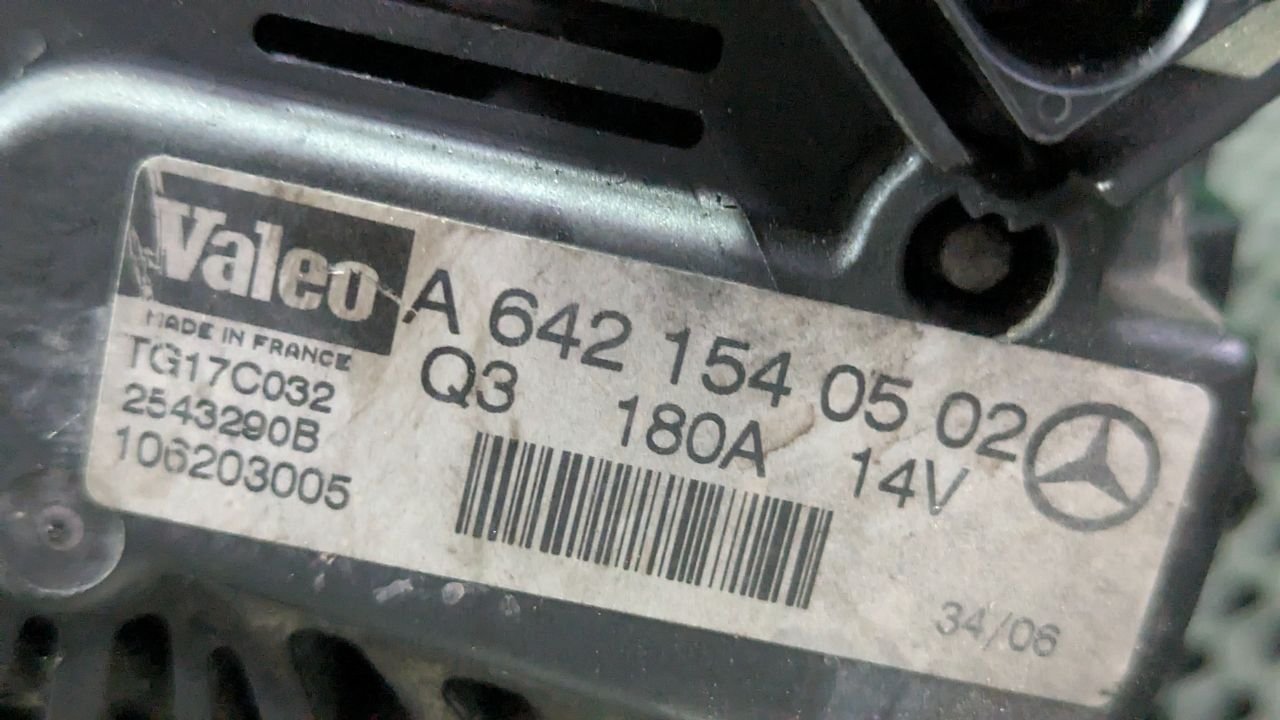 Valeo
MADE IN FRANCE
TG17C032
2543290B
106203005
A 642 154 05 02
Q3 180A 14V
34/06